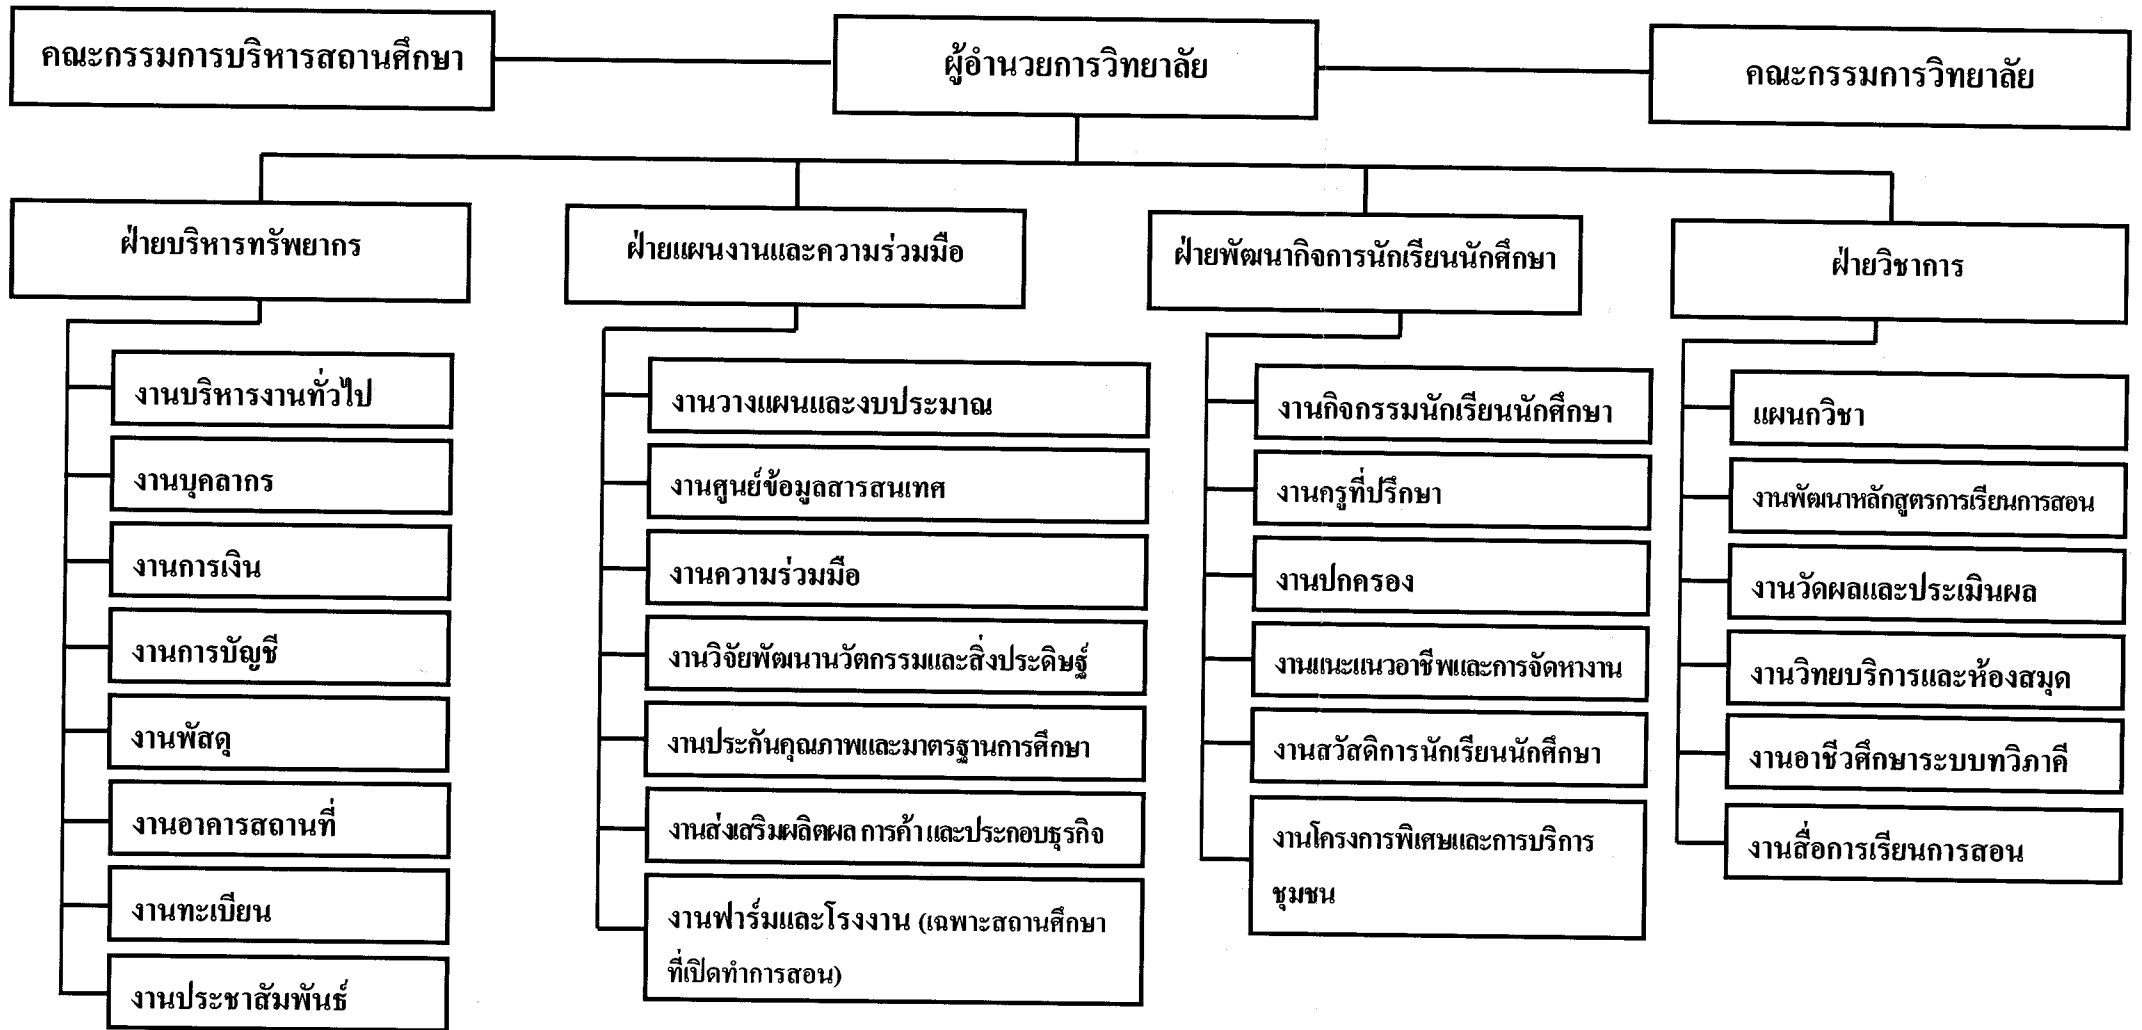 คณะกรรมการบริหารสถานศึกษา
ผู้อำนวยการวิทยาลัย
คณะกรรมการวิทยาลัย
ฝ่ายบริหารทรัพยากร
ฝ่ายแผนงานและความร่วมมือ
ฝ่ายพัฒนากิจการนักเรียนนักศึกษา
ฝ่ายวิชาการ
งานบริหารงานทั่วไป
งานบุคลากร
งานการเงิน
งานการบัญชี
งานพัสดุ
งานอาคารสถานที่
งานทะเบียน
งานประชาสัมพันธ์
งานวางแผนและงบประมาณ
งานศูนย์ข้อมูลสารสนเทศ
งานความร่วมมือ
งานวิจัยพัฒนานวัตกรรมและสิ่งประดิษฐ์
งานประกันคุณภาพและมาตรฐานการศึกษา
งานส่งเสริมผลิตผล การค้า และประกอบธุรกิจ
งานฟาร์มและโรงงาน (เฉพาะสถานศึกษา
ที่เปิดทำการสอน)
งานกิจกรรมนักเรียนนักศึกษา
งานครูที่ปรึกษา
งานปกครอง
งานแนะแนวอาชีพและการจัดหางาน
งานสวัสดิการนักเรียนนักศึกษา
งานโครงการพิเศษและการบริการ
ชุมชน
แผนกวิชา
งานพัฒนาหลักสูตรการเรียนการสอน
งานวัดผลและประเมินผล
งานวิทยบริการและห้องสมุด
งานอาชีวศึกษาระบบทวิภาคี
งานสื่อการเรียนการสอน